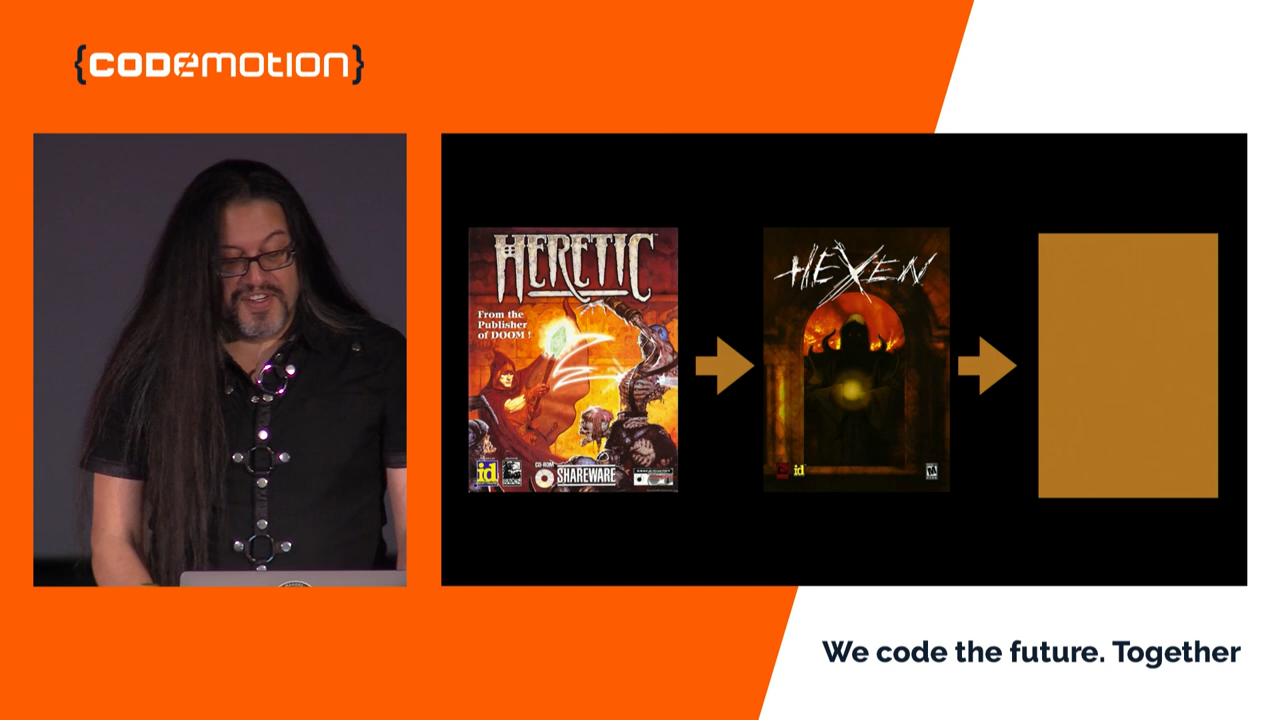 {CODEMOTION}
HERETIC
From the
Publisher
of DOOM !
id
CD-ROM
SHAREWARE
HEXEN
id
M
We code the future. Together